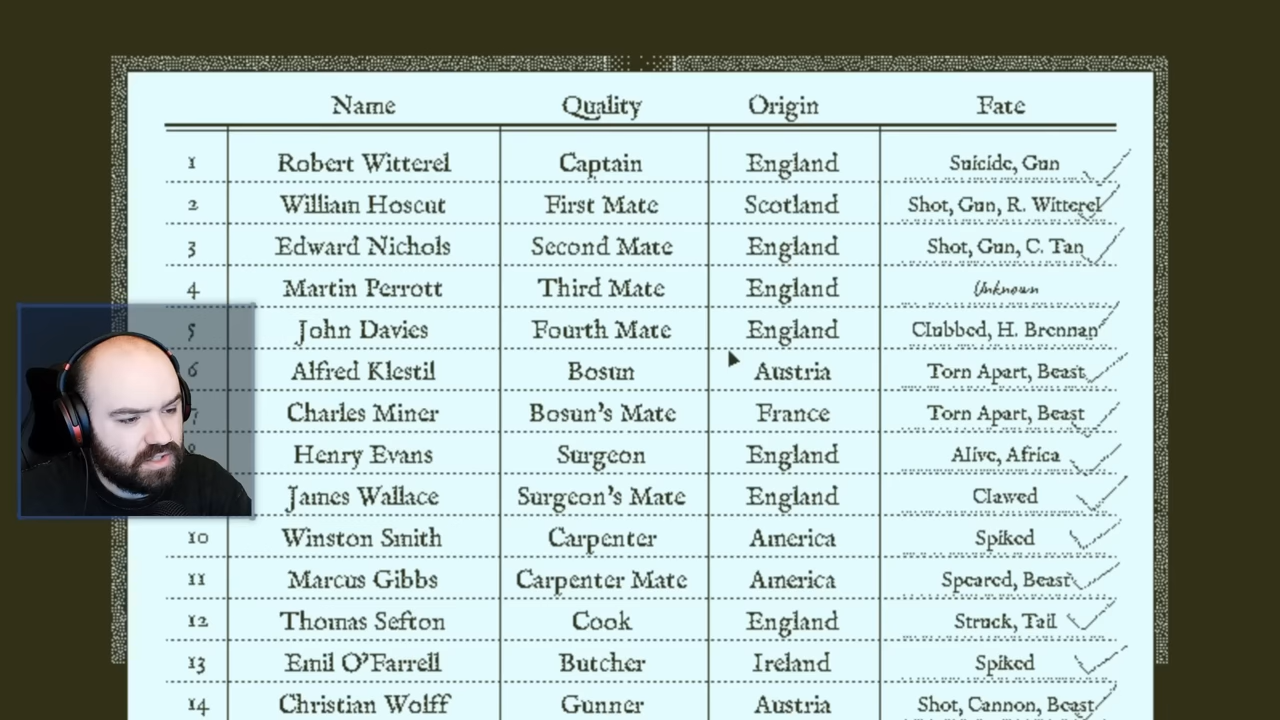 Name Quality Origin Fate
1 Robert Witterel Captain England Suicide, Gun
2 William Hoscut First Mate Scotland Shot, Gun, R. Witterel
3 Edward Nichols Second Mate England Shot, Gun, C. Tan
4 Martin Perrott Third Mate England Unknown
5 John Davies Fourth Mate England Clubbed, H. Brennan
6 Alfred Klestil Bosun Austria Torn Apart, Beast
7 Charles Miner Bosun's Mate France Torn Apart, Beast
Henry Evans Surgeon England Alive, Africa
James Wallace Surgeon's Mate England Clawed
10 Winston Smith Carpenter America Spiked
11 Marcus Gibbs Carpenter Mate America Speared, Beast
12 Thomas Sefton Cook England Struck, Tail
13 Emil O'Farrell Butcher Ireland Spiked
14 Christian Wolff Gunner Austria Shot, Cannon, Beast